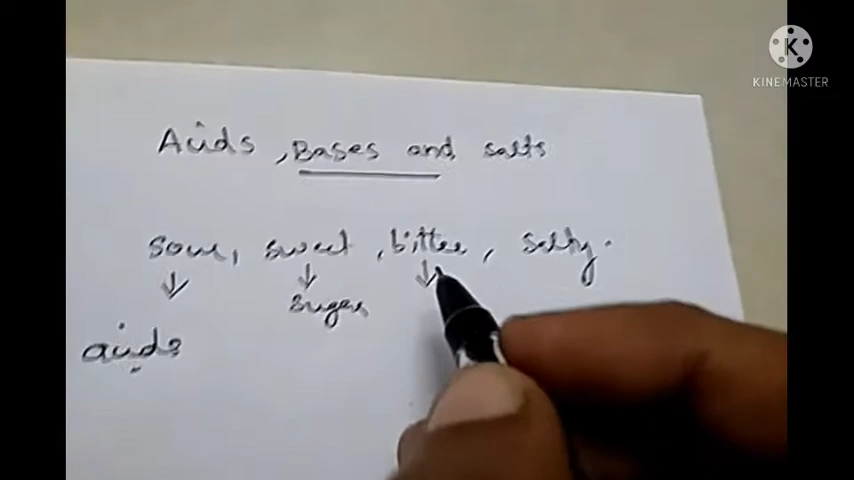 K
KINEMASTER
Acids, Bases and salts
sour, sweet, bitter, salty.
sugar
acids